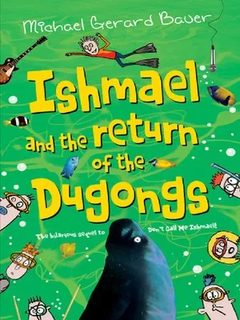 Michael Gerard Bauer
Ishmael
and the return
of the
Dugongs
The hilarious sequel to Don't Call Me Ishmael!